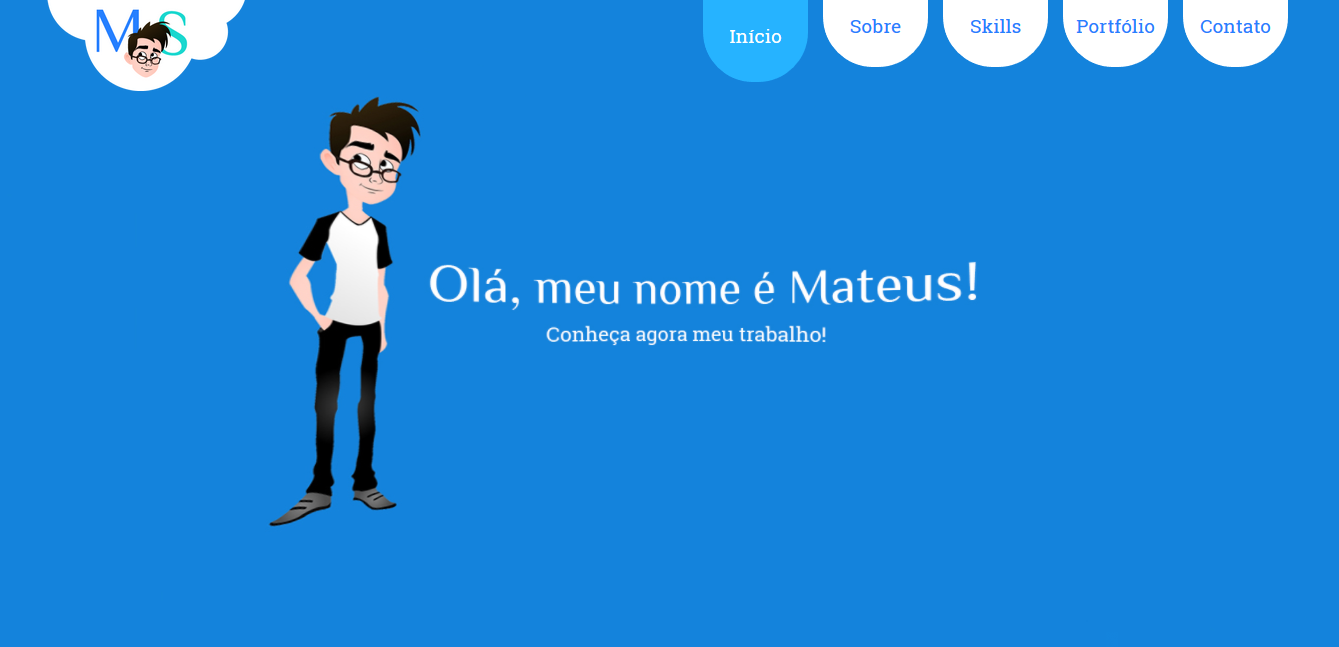 MS
Início
Sobre
Skills
Portfólio
Contato
Olá, meu nome é Mateus!
Conheça agora meu trabalho!